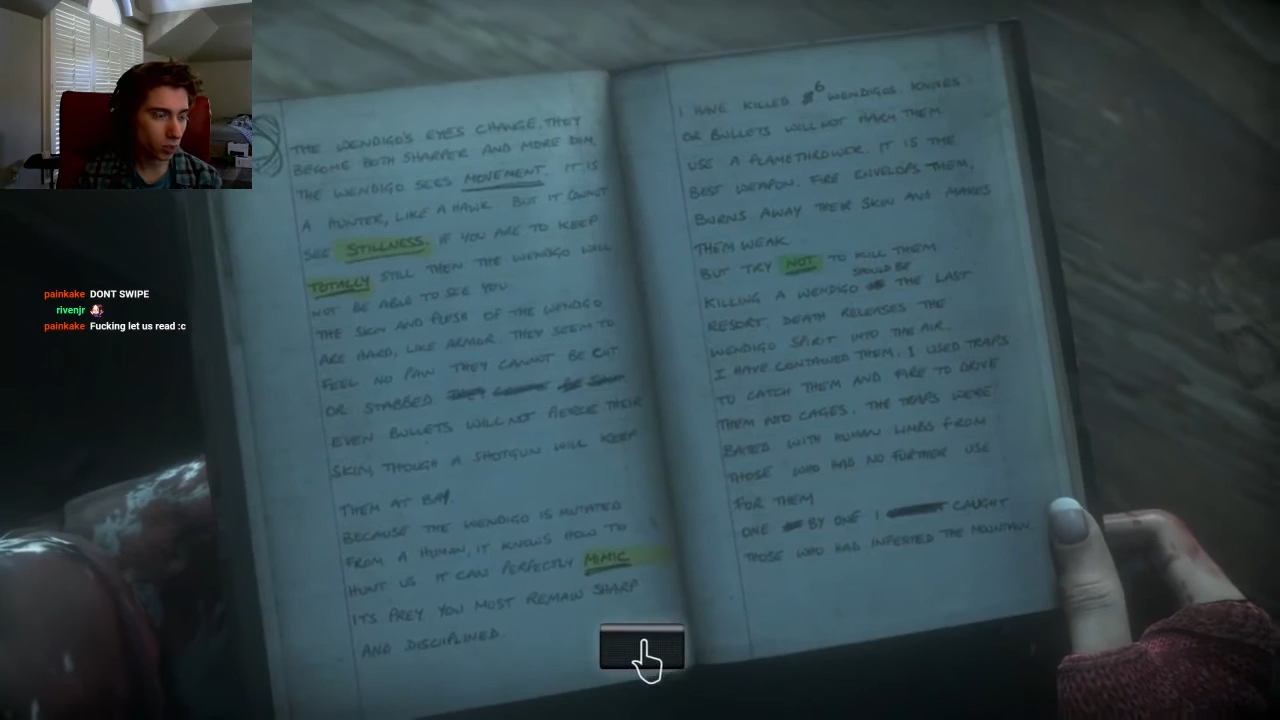 painkake DONT SWIPE
rivenjr
painkake Fucking let us read :c
THE WENDIGO'S EYES CHANGE. THEY
BECOME BOTH SHARPER AND MORE DIM.
THE WENDIGO SEES MOVEMENT. IT IS
A HUNTER, LIKE A HAWK. BUT IT CANNOT
SEE STILLNESS. IF YOU ARE TO KEEP
TOTALLY STILL THEN THE WENDIGO WILL
NOT BE ABLE TO SEE YOU.
THE SKIN AND FLESH OF THE WENDIGO
ARE HARD, LIKE ARMOR. THEY SEEM TO
FEEL NO PAIN. THEY CANNOT BE CUT
OR STABBED.
EVEN BULLETS WILL NOT PIERCE THEIR
SKIN, THOUGH A SHOTGUN WILL KEEP
THEM AT BAY.
BECAUSE THE WENDIGO IS MUTATED
FROM A HUMAN, IT KNOWS HOW TO
HUNT US. IT CAN PERFECTLY MIMIC
ITS PREY. YOU MUST REMAIN SHARP
AND DISCIPLINED.
I HAVE KILLED 6 WENDIGOS. KNIVES
OR BULLETS WILL NOT HARM THEM.
USE A FLAMETHROWER. IT IS THE
BEST WEAPON. FIRE ENVELOPS THEM,
BURNS AWAY THEIR SKIN AND MAKES
THEM WEAK.
BUT TRY NOT TO KILL THEM.
KILLING A WENDIGO SHOULD BE THE LAST
RESORT. DEATH RELEASES THE
WENDIGO SPIRIT INTO THE AIR.
I HAVE CONTAINED THEM. I USED TRAPS
TO CATCH THEM AND FIRE TO DRIVE
THEM INTO CAGES. THE TRAPS WERE
BAITED WITH HUMAN LIMBS FROM
THOSE WHO HAD NO FURTHER USE
FOR THEM
ONE BY ONE I CAUGHT
THOSE WHO HAD INFESTED THE MOUNTAIN.